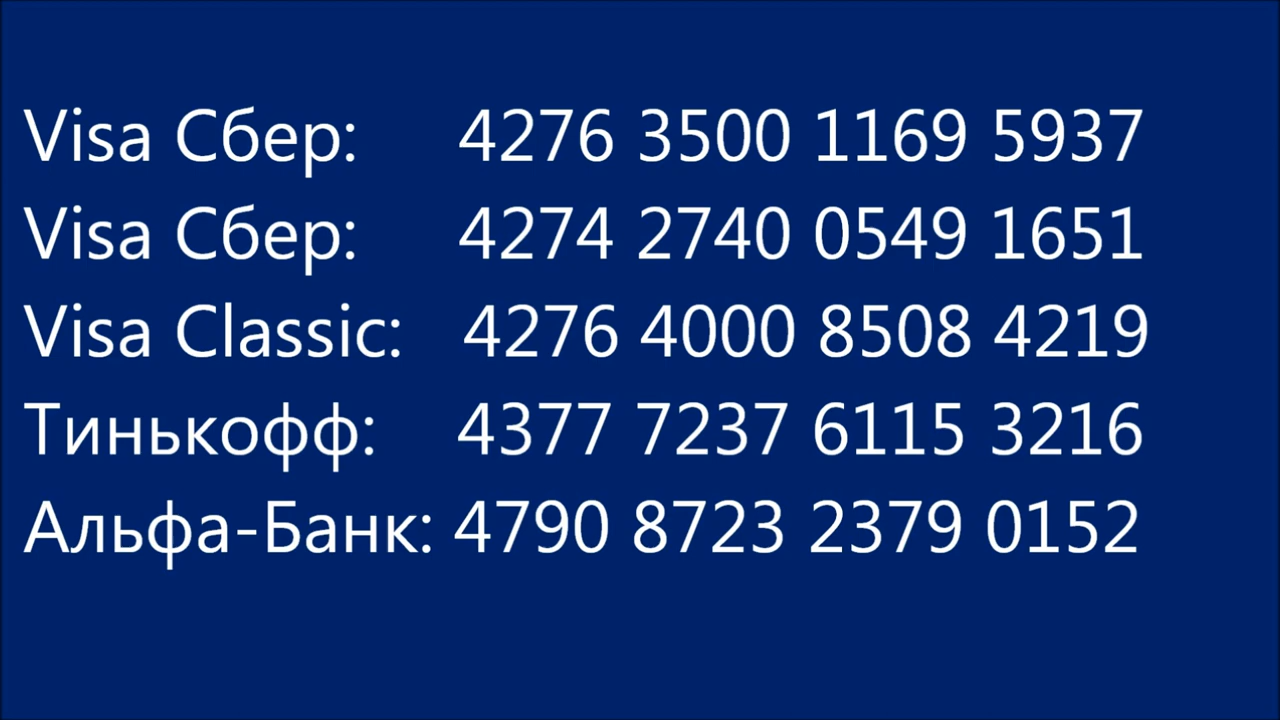 Visa Сбер: 4276 3500 1169 5937
Visa Сбер: 4274 2740 0549 1651
Visa Classic: 4276 4000 8508 4219
Тинькофф: 4377 7237 6115 3216
Альфа-Банк: 4790 8723 2379 0152